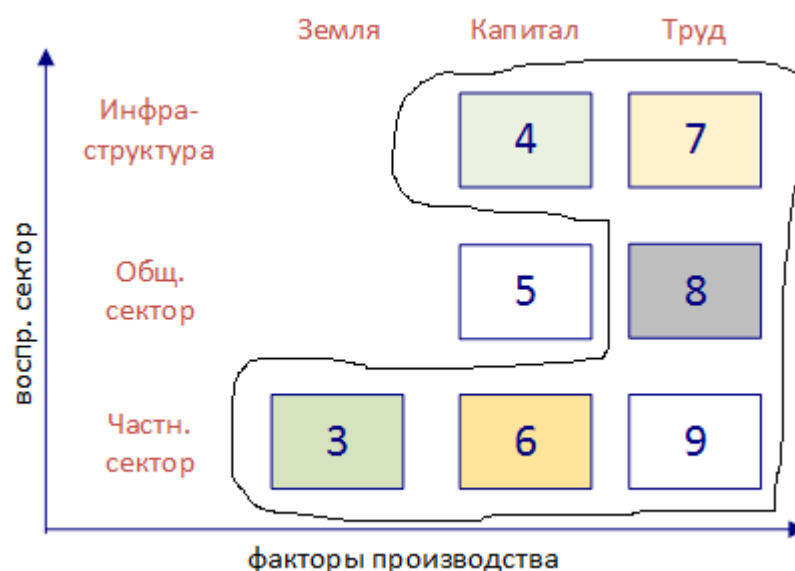 Земля Капитал Труд
Инфра-
структура
4 7
Общ.
сектор
5 8
Частн.
сектор
3 6 9
воспр. сектор
факторы производства